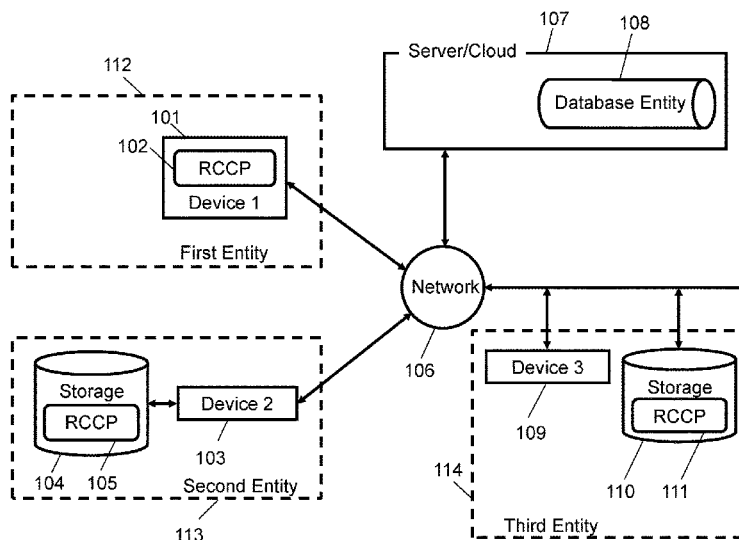 107
Server/Cloud
108
Database Entity
112
101
102
RCCP
Device 1
First Entity
Network
106
Storage
RCCP
104
105
Device 2
103
Second Entity
113
Device 3
109
Storage
RCCP
110
111
114
Third Entity